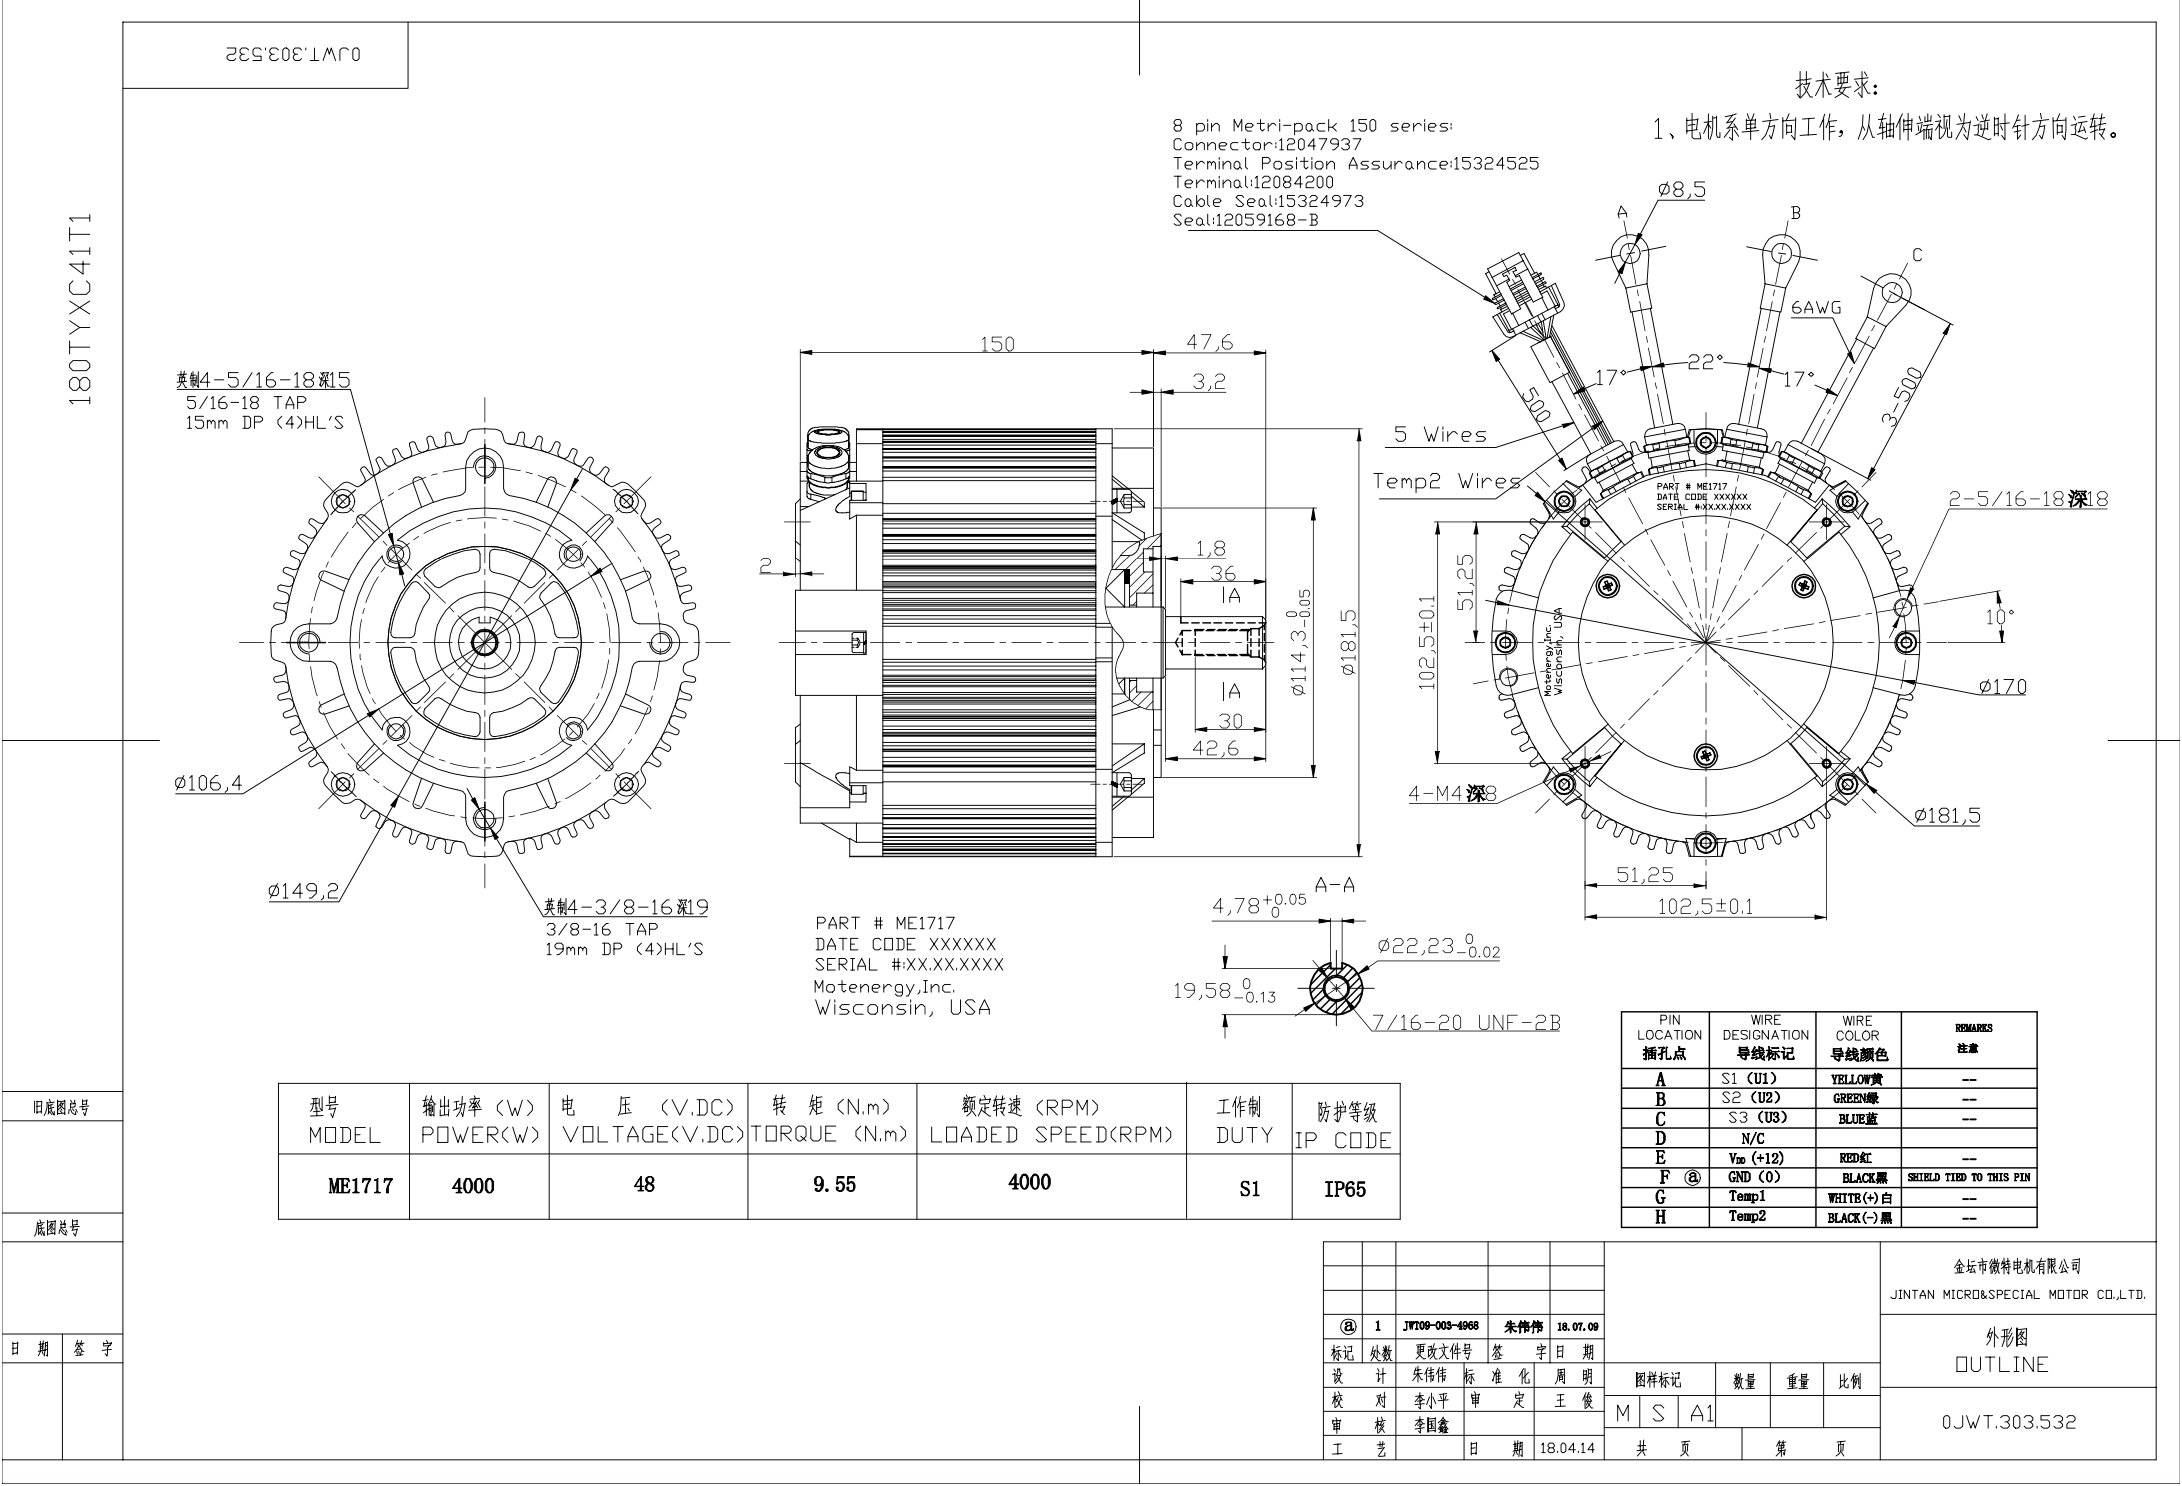 0JWT.303.532
180TYXC41T1
技术要求:
1、电机系单方向工作，从轴伸端视为逆时针方向运转。
8 pin Metri-pack 150 series:
Connector:12047937
Terminal Position Assurance:15324525
Terminal:12084200
Cable Seal:15324973
Seal:12059168-B
英制4-5/16-18深15
5/16-18 TAP
15mm DP (4)HL'S
Ø106,4
Ø149,2
英制4-3/8-16深19
3/8-16 TAP
19mm DP (4)HL'S
150
47,6
3,2
2
1,8
36
A
A
30
42,6
Ø114,3 0 -0.05
Ø181,5
A
Ø8,5
B
C
6AWG
17°
22°
17°
500
3-500
5 Wires
Temp2 Wires
PART # ME1717
DATE CODE XXXXXX
SERIAL #:XX.XX.XXXX
Motenergy,Inc.
Wisconsin, USA
2-5/16-18深18
10°
Ø170
Ø181,5
51,25
102,5±0.1
4-M4深8
51,25
102,5±0.1
PART # ME1717
DATE CODE XXXXXX
SERIAL #:XX.XX.XXXX
Motenergy,Inc.
Wisconsin, USA
A-A
4,78 +0.05 0
Ø22,23 0 -0.02
19,58 0 -0.13
7/16-20 UNF-2B
PIN LOCATION 插孔点 WIRE DESIGNATION 导线标记 WIRE COLOR 导线颜色 REMARKS 注意
A S1 (U1) YELLOW黄 --
B S2 (U2) GREEN绿 --
C S3 (U3) BLUE蓝 --
D N/C
E VDD (+12) RED红 --
F ⓐ GND (0) BLACK黑 SHIELD TIED TO THIS PIN
G Temp1 WHITE(+)白 --
H Temp2 BLACK(-)黑 --
型号 输出功率 (W) 电 压 (V.DC) 转 矩 (N.m) 额定转速 (RPM) 工作制 防护等级
MODEL POWER(W) VOLTAGE(V.DC) TORQUE (N.m) LOADED SPEED(RPM) DUTY IP CODE
ME1717 4000 48 9.55 4000 S1 IP65
旧底图总号
底图总号
日 期 签 字
ⓐ 1 JWT09-003-4968 朱伟伟 18.07.09
标记 处数 更改文件号 签 字 日 期
设 计 朱伟伟 标 准 化 周 明
校 对 李小平 审 定 王 俊
审 核 李国鑫
工 艺 日 期 18.04.14
图样标记 数量 重量 比例
M S A1
共 页 第 页
金坛市微特电机有限公司
JINTAN MICRO&SPECIAL MOTOR CO.,LTD.
外形图
OUTLINE
0JWT.303.532